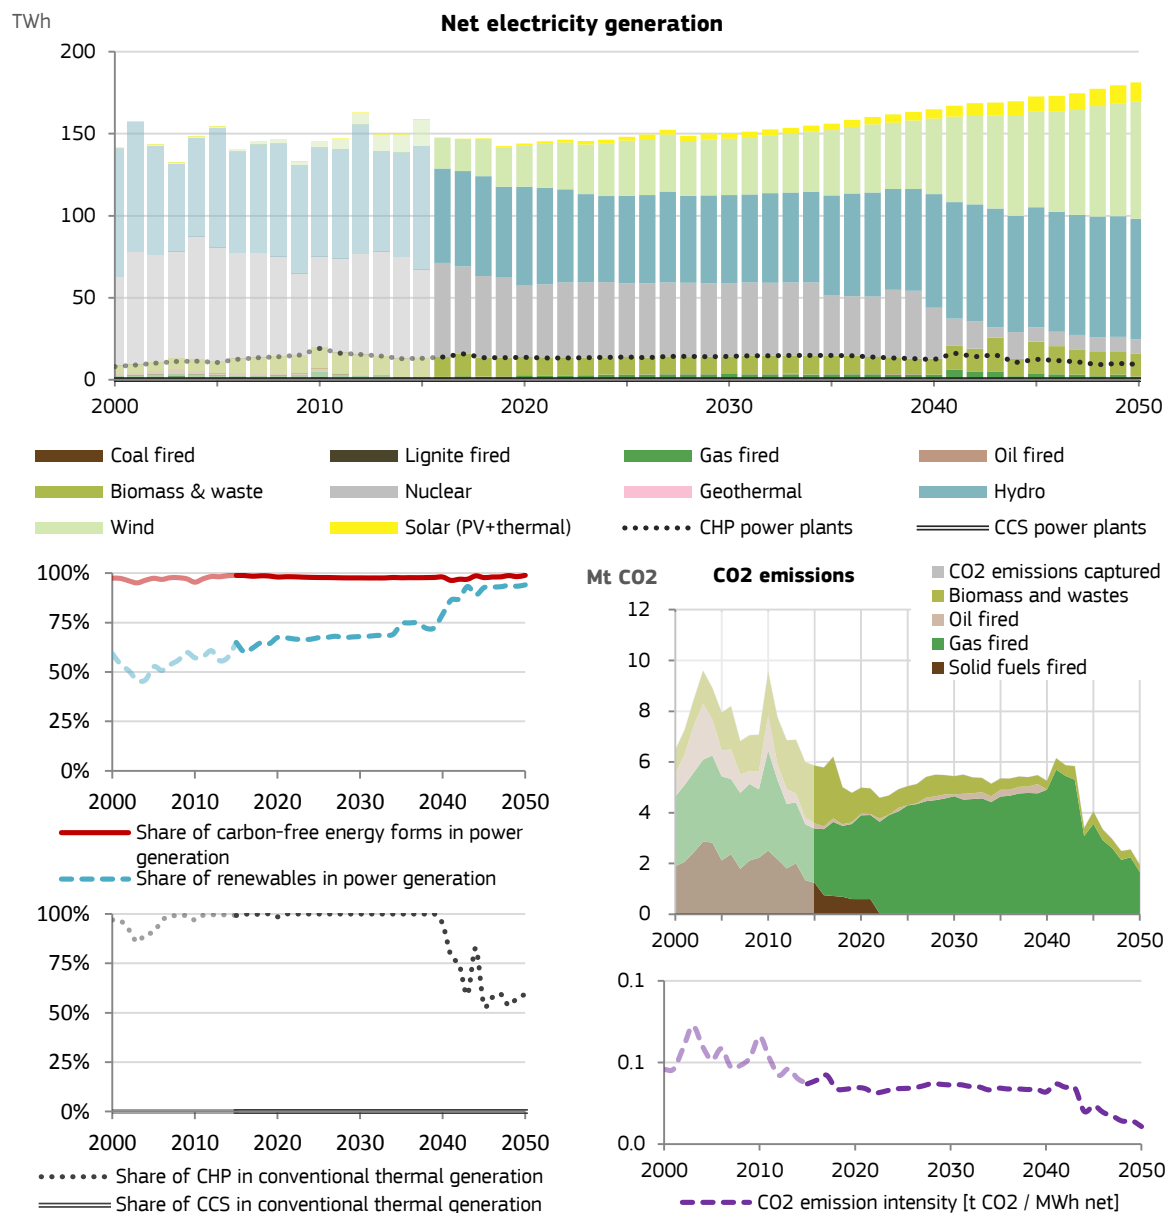 TWh
Net electricity generation
200
150
100
50
0
2000 2010 2020 2030 2040 2050
Coal fired Lignite fired Gas fired Oil fired
Biomass & waste Nuclear Geothermal Hydro
Wind Solar (PV+thermal) CHP power plants CCS power plants
100%
75%
50%
25%
0%
2000 2010 2020 2030 2040 2050
Share of carbon-free energy forms in power
generation
Share of renewables in power generation
Mt CO2 CO2 emissions
CO2 emissions captured
Biomass and wastes
Oil fired
Gas fired
Solid fuels fired
12
10
8
6
4
2
0
2000 2010 2020 2030 2040 2050
100%
75%
50%
25%
0%
2000 2010 2020 2030 2040 2050
Share of CHP in conventional thermal generation
Share of CCS in conventional thermal generation
0.1
0.1
0.0
2000 2010 2020 2030 2040 2050
CO2 emission intensity [t CO2 / MWh net]